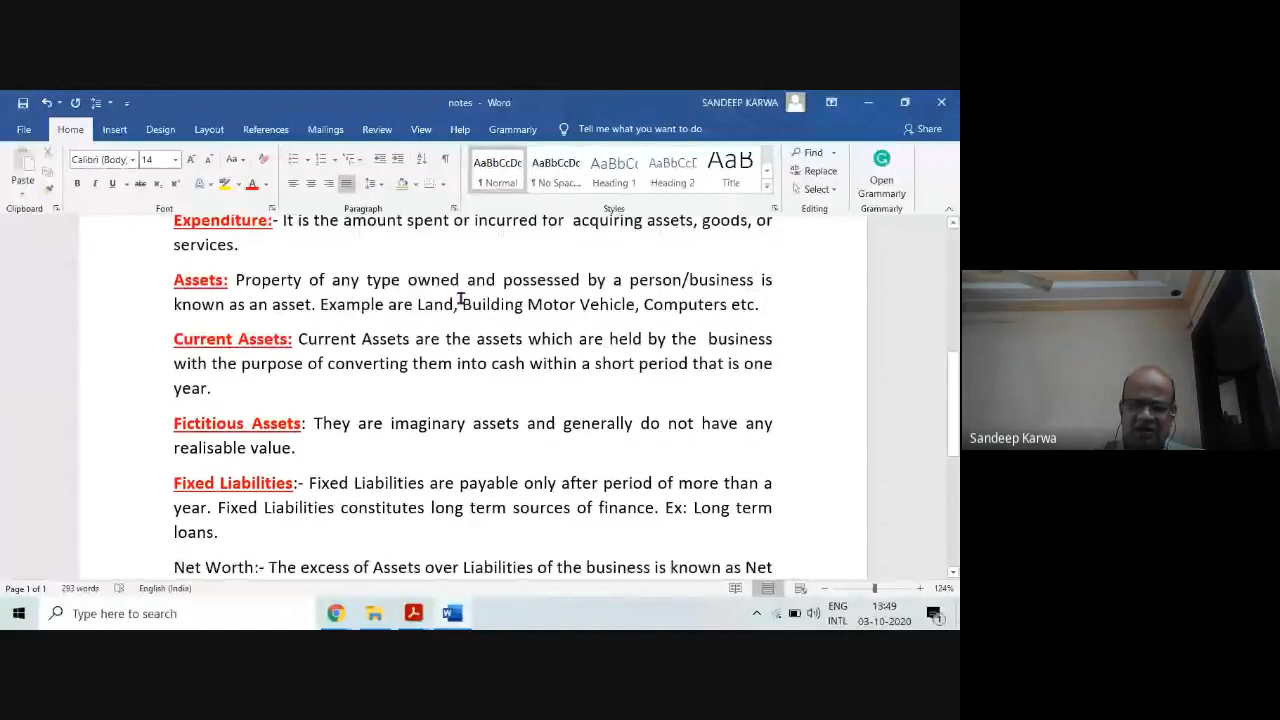 notes - Word
SANDEEP KARWA
File Home Insert Design Layout References Mailings Review View Help Grammarly Tell me what you want to do Share
Paste
Calibri (Body) 14
Aa
B I U abc X₂ X²
AaBbCcDc AaBbCcDc AaBbCc AaBbCcD AaB
¶ Normal ¶ No Spac... Heading 1 Heading 2 Title
Find
Replace
Select
Open
Grammarly
Clipboard Font Paragraph Styles Editing Grammarly
Expenditure:- It is the amount spent or incurred for acquiring assets, goods, or
services.
Assets: Property of any type owned and possessed by a person/business is
known as an asset. Example are Land, Building Motor Vehicle, Computers etc.
Current Assets: Current Assets are the assets which are held by the business
with the purpose of converting them into cash within a short period that is one
year.
Fictitious Assets: They are imaginary assets and generally do not have any
realisable value.
Fixed Liabilities:- Fixed Liabilities are payable only after period of more than a
year. Fixed Liabilities constitutes long term sources of finance. Ex: Long term
loans.
Net Worth:- The excess of Assets over Liabilities of the business is known as Net
Page 1 of 1 293 words English (India) 124%
Type here to search
ENG
INTL
13:49
03-10-2020
Sandeep Karwa